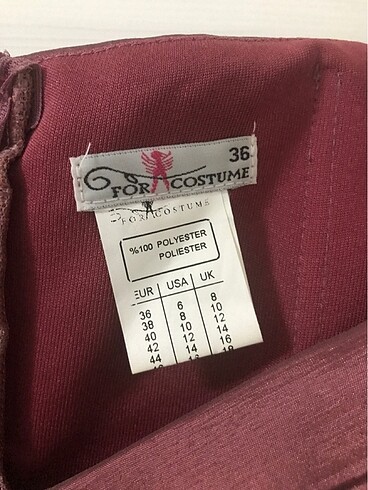 36
FOR COSTUME
FOR COSTUME
%100 POLYESTER
POLIESTER
EUR USA UK
36 6 8
38 8 10
40 10 12
42 12 14
44 14 16
18